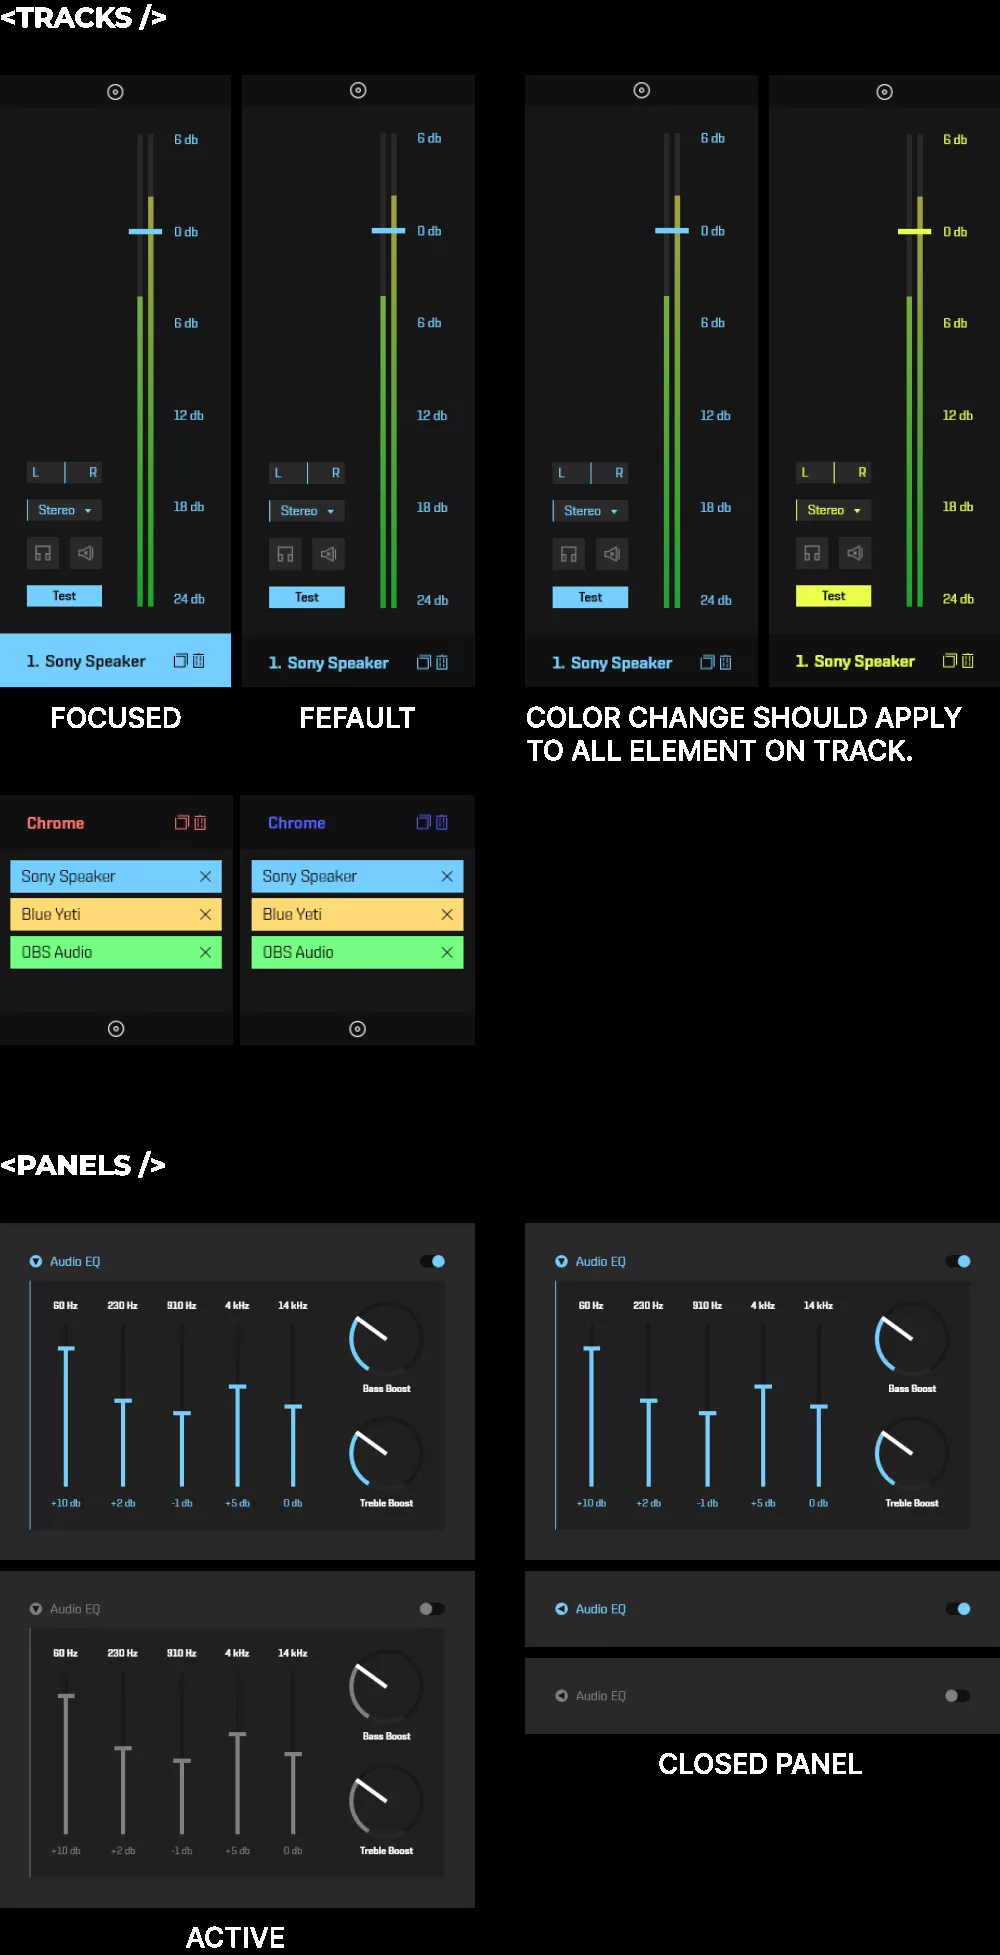 <TRACKS />
6 db
0 db
6 db
12 db
18 db
24 db
L R
Stereo
Test
1. Sony Speaker
FOCUSED
6 db
0 db
6 db
12 db
18 db
24 db
L R
Stereo
Test
1. Sony Speaker
FEFAULT
6 db
0 db
6 db
12 db
18 db
24 db
L R
Stereo
Test
1. Sony Speaker
6 db
0 db
6 db
12 db
18 db
24 db
L R
Stereo
Test
1. Sony Speaker
COLOR CHANGE SHOULD APPLY
TO ALL ELEMENT ON TRACK.
Chrome
Sony Speaker
Blue Yeti
OBS Audio
Chrome
Sony Speaker
Blue Yeti
OBS Audio
<PANELS />
Audio EQ
60 Hz 230 Hz 910 Hz 4 kHz 14 kHz
Bass Boost
Treble Boost
+10 db +2 db -1 db +5 db 0 db
Audio EQ
60 Hz 230 Hz 910 Hz 4 kHz 14 kHz
Bass Boost
Treble Boost
+10 db +2 db -1 db +5 db 0 db
ACTIVE
Audio EQ
60 Hz 230 Hz 910 Hz 4 kHz 14 kHz
Bass Boost
Treble Boost
+10 db +2 db -1 db +5 db 0 db
Audio EQ
Audio EQ
CLOSED PANEL